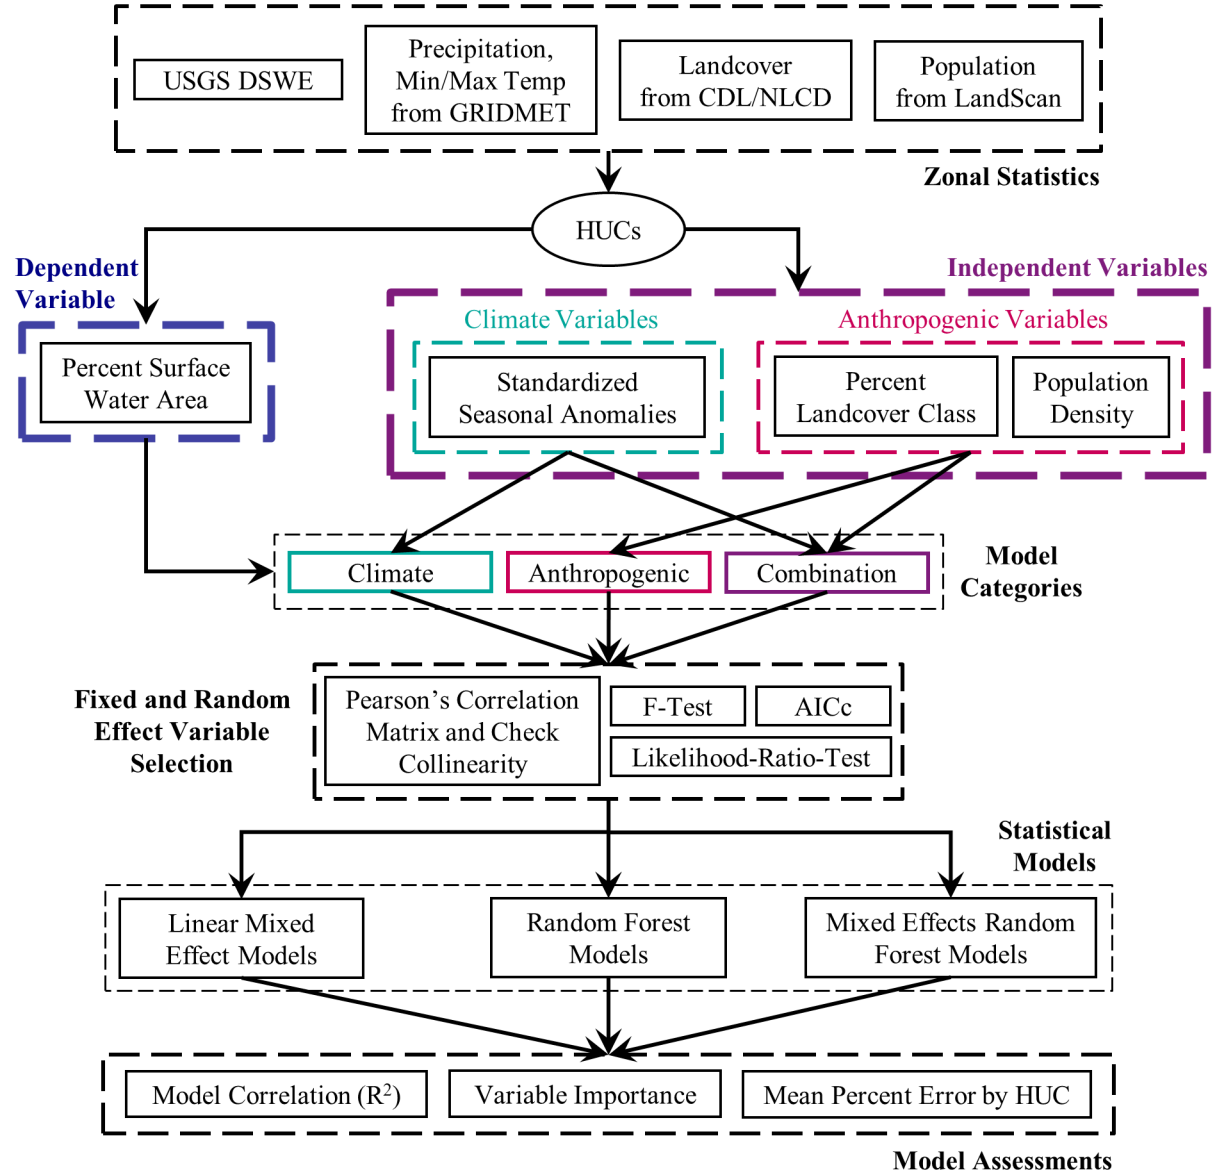 USGS DSWE
Precipitation,
Min/Max Temp
from GRIDMET
Landcover
from CDL/NLCD
Population
from LandScan
Zonal Statistics
HUCs
Dependent
Variable
Independent Variables
Percent Surface
Water Area
Climate Variables
Standardized
Seasonal Anomalies
Anthropogenic Variables
Percent
Landcover Class
Population
Density
Climate
Anthropogenic
Combination
Model
Categories
Fixed and Random
Effect Variable
Selection
Pearson’s Correlation
Matrix and Check
Collinearity
F-Test
AICc
Likelihood-Ratio-Test
Statistical
Models
Linear Mixed
Effect Models
Random Forest
Models
Mixed Effects Random
Forest Models
Model Correlation (R²)
Variable Importance
Mean Percent Error by HUC
Model Assessments